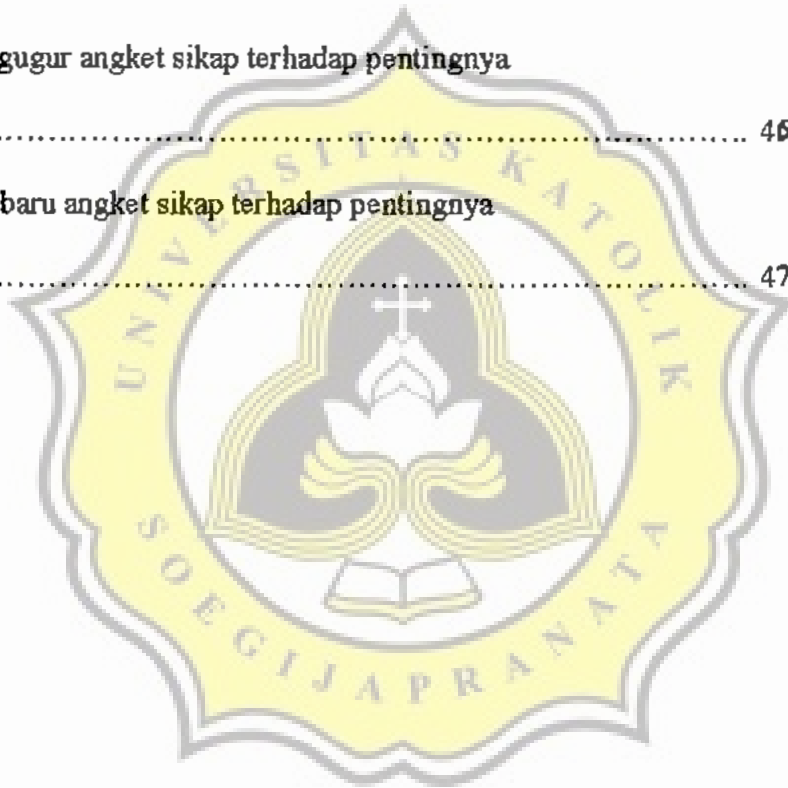 gugur angket sikap terhadap pentingnya
.................................................................. 46
baru angket sikap terhadap pentingnya
.................................................................. 47
UNIVERSITAS KATOLIK
SOEGIJAPRANATA